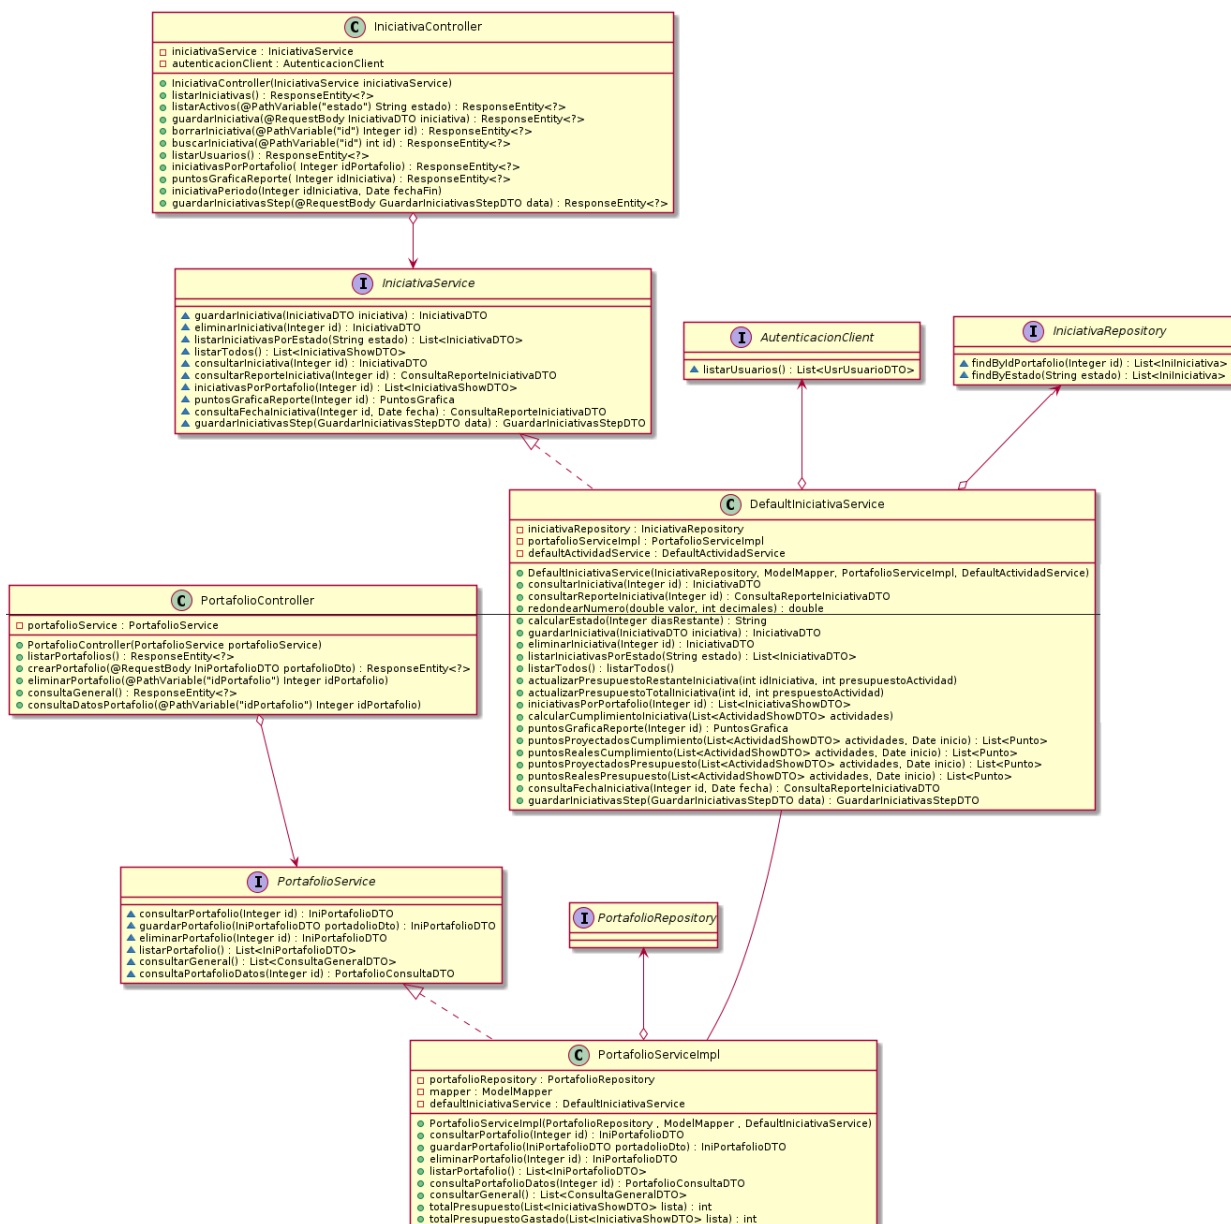 C IniciativaController
iniciativaService : IniciativaService
autenticacionClient : AutenticacionClient
IniciativaController(IniciativaService iniciativaService)
listarIniciativas() : ResponseEntity<?>
listarActivos(@PathVariable("estado") String estado) : ResponseEntity<?>
guardarIniciativa(@RequestBody IniciativaDTO iniciativa) : ResponseEntity<?>
borrarIniciativa(@PathVariable("id") Integer id) : ResponseEntity<?>
buscarIniciativa(@PathVariable("id") int id) : ResponseEntity<?>
listarUsuarios() : ResponseEntity<?>
iniciativasPorPortafolio( Integer idPortafolio) : ResponseEntity<?>
puntosGraficaReporte( Integer idIniciativa) : ResponseEntity<?>
iniciativaPeriodo(Integer idIniciativa, Date fechaFin)
guardarIniciativasStep(@RequestBody GuardarIniciativasStepDTO data) : ResponseEntity<?>
I IniciativaService
guardarIniciativa(IniciativaDTO iniciativa) : IniciativaDTO
eliminarIniciativa(Integer id) : IniciativaDTO
listarIniciativasPorEstado(String estado) : List<IniciativaDTO>
listarTodos() : List<IniciativaShowDTO>
consultarIniciativa(Integer id) : IniciativaDTO
consultarReporteIniciativa(Integer id) : ConsultaReporteIniciativaDTO
iniciativasPorPortafolio(Integer id) : List<IniciativaShowDTO>
puntosGraficaReporte(Integer id) : PuntosGrafica
consultaFechaIniciativa(Integer id, Date fecha) : ConsultaReporteIniciativaDTO
guardarIniciativasStep(GuardarIniciativasStepDTO data) : GuardarIniciativasStepDTO
I AutenticacionClient
listarUsuarios() : List<UsrUsuarioDTO>
I IniciativaRepository
findByIdPortafolio(Integer id) : List<IniIniciativa>
findByEstado(String estado) : List<IniIniciativa>
C DefaultIniciativaService
iniciativaRepository : IniciativaRepository
portafolioServiceImpl : PortafolioServiceImpl
defaultActividadService : DefaultActividadService
DefaultIniciativaService(IniciativaRepository, ModelMapper, PortafolioServiceImpl, DefaultActividadService)
consultarIniciativa(Integer id) : IniciativaDTO
consultarReporteIniciativa(Integer id) : ConsultaReporteIniciativaDTO
redondearNumero(double valor, int decimales) : double
calcularEstado(Integer diasRestante) : String
guardarIniciativa(IniciativaDTO iniciativa) : IniciativaDTO
eliminarIniciativa(Integer id) : IniciativaDTO
listarIniciativasPorEstado(String estado) : List<IniciativaDTO>
listarTodos() : listarTodos()
actualizarPresupuestoRestanteIniciativa(int idIniciativa, int presupuestoActividad)
actualizarPresupuestoTotalIniciativa(int id, int prespuestoActividad)
iniciativasPorPortafolio(Integer id) : List<IniciativaShowDTO>
calcularCumplimientoIniciativa(List<ActividadShowDTO> actividades)
puntosGraficaReporte(Integer id) : PuntosGrafica
puntosProyectadosCumplimiento(List<ActividadShowDTO> actividades, Date inicio) : List<Punto>
puntosRealesCumplimiento(List<ActividadShowDTO> actividades, Date inicio) : List<Punto>
puntosProyectadosPresupuesto(List<ActividadShowDTO> actividades, Date inicio) : List<Punto>
puntosRealesPresupuesto(List<ActividadShowDTO> actividades, Date inicio) : List<Punto>
consultaFechaIniciativa(Integer id, Date fecha) : ConsultaReporteIniciativaDTO
guardarIniciativasStep(GuardarIniciativasStepDTO data) : GuardarIniciativasStepDTO
C PortafolioController
portafolioService : PortafolioService
PortafolioController(PortafolioService portafolioService)
listarPortafolios() : ResponseEntity<?>
crearPortafolio(@RequestBody IniPortafolioDTO portafolioDto) : ResponseEntity<?>
eliminarPortafolio(@PathVariable("idPortafolio") Integer idPortafolio)
consultaGeneral() : ResponseEntity<?>
consultaDatosPortafolio(@PathVariable("idPortafolio") Integer idPortafolio)
I PortafolioService
consultarPortafolio(Integer id) : IniPortafolioDTO
guardarPortafolio(IniPortafolioDTO portadolioDto) : IniPortafolioDTO
eliminarPortafolio(Integer id) : IniPortafolioDTO
listarPortafolio() : List<IniPortafolioDTO>
consultarGeneral() : List<ConsultaGeneralDTO>
consultaPortafolioDatos(Integer id) : PortafolioConsultaDTO
I PortafolioRepository
C PortafolioServiceImpl
portafolioRepository : PortafolioRepository
mapper : ModelMapper
defaultIniciativaService : DefaultIniciativaService
PortafolioServiceImpl(PortafolioRepository , ModelMapper , DefaultIniciativaService)
consultarPortafolio(Integer id) : IniPortafolioDTO
guardarPortafolio(IniPortafolioDTO portadolioDto) : IniPortafolioDTO
eliminarPortafolio(Integer id) : IniPortafolioDTO
listarPortafolio() : List<IniPortafolioDTO>
consultaPortafolioDatos(Integer id) : PortafolioConsultaDTO
consultarGeneral() : List<ConsultaGeneralDTO>
totalPresupuesto(List<IniciativaShowDTO> lista) : int
totalPresupuestoGastado(List<IniciativaShowDTO> lista) : int